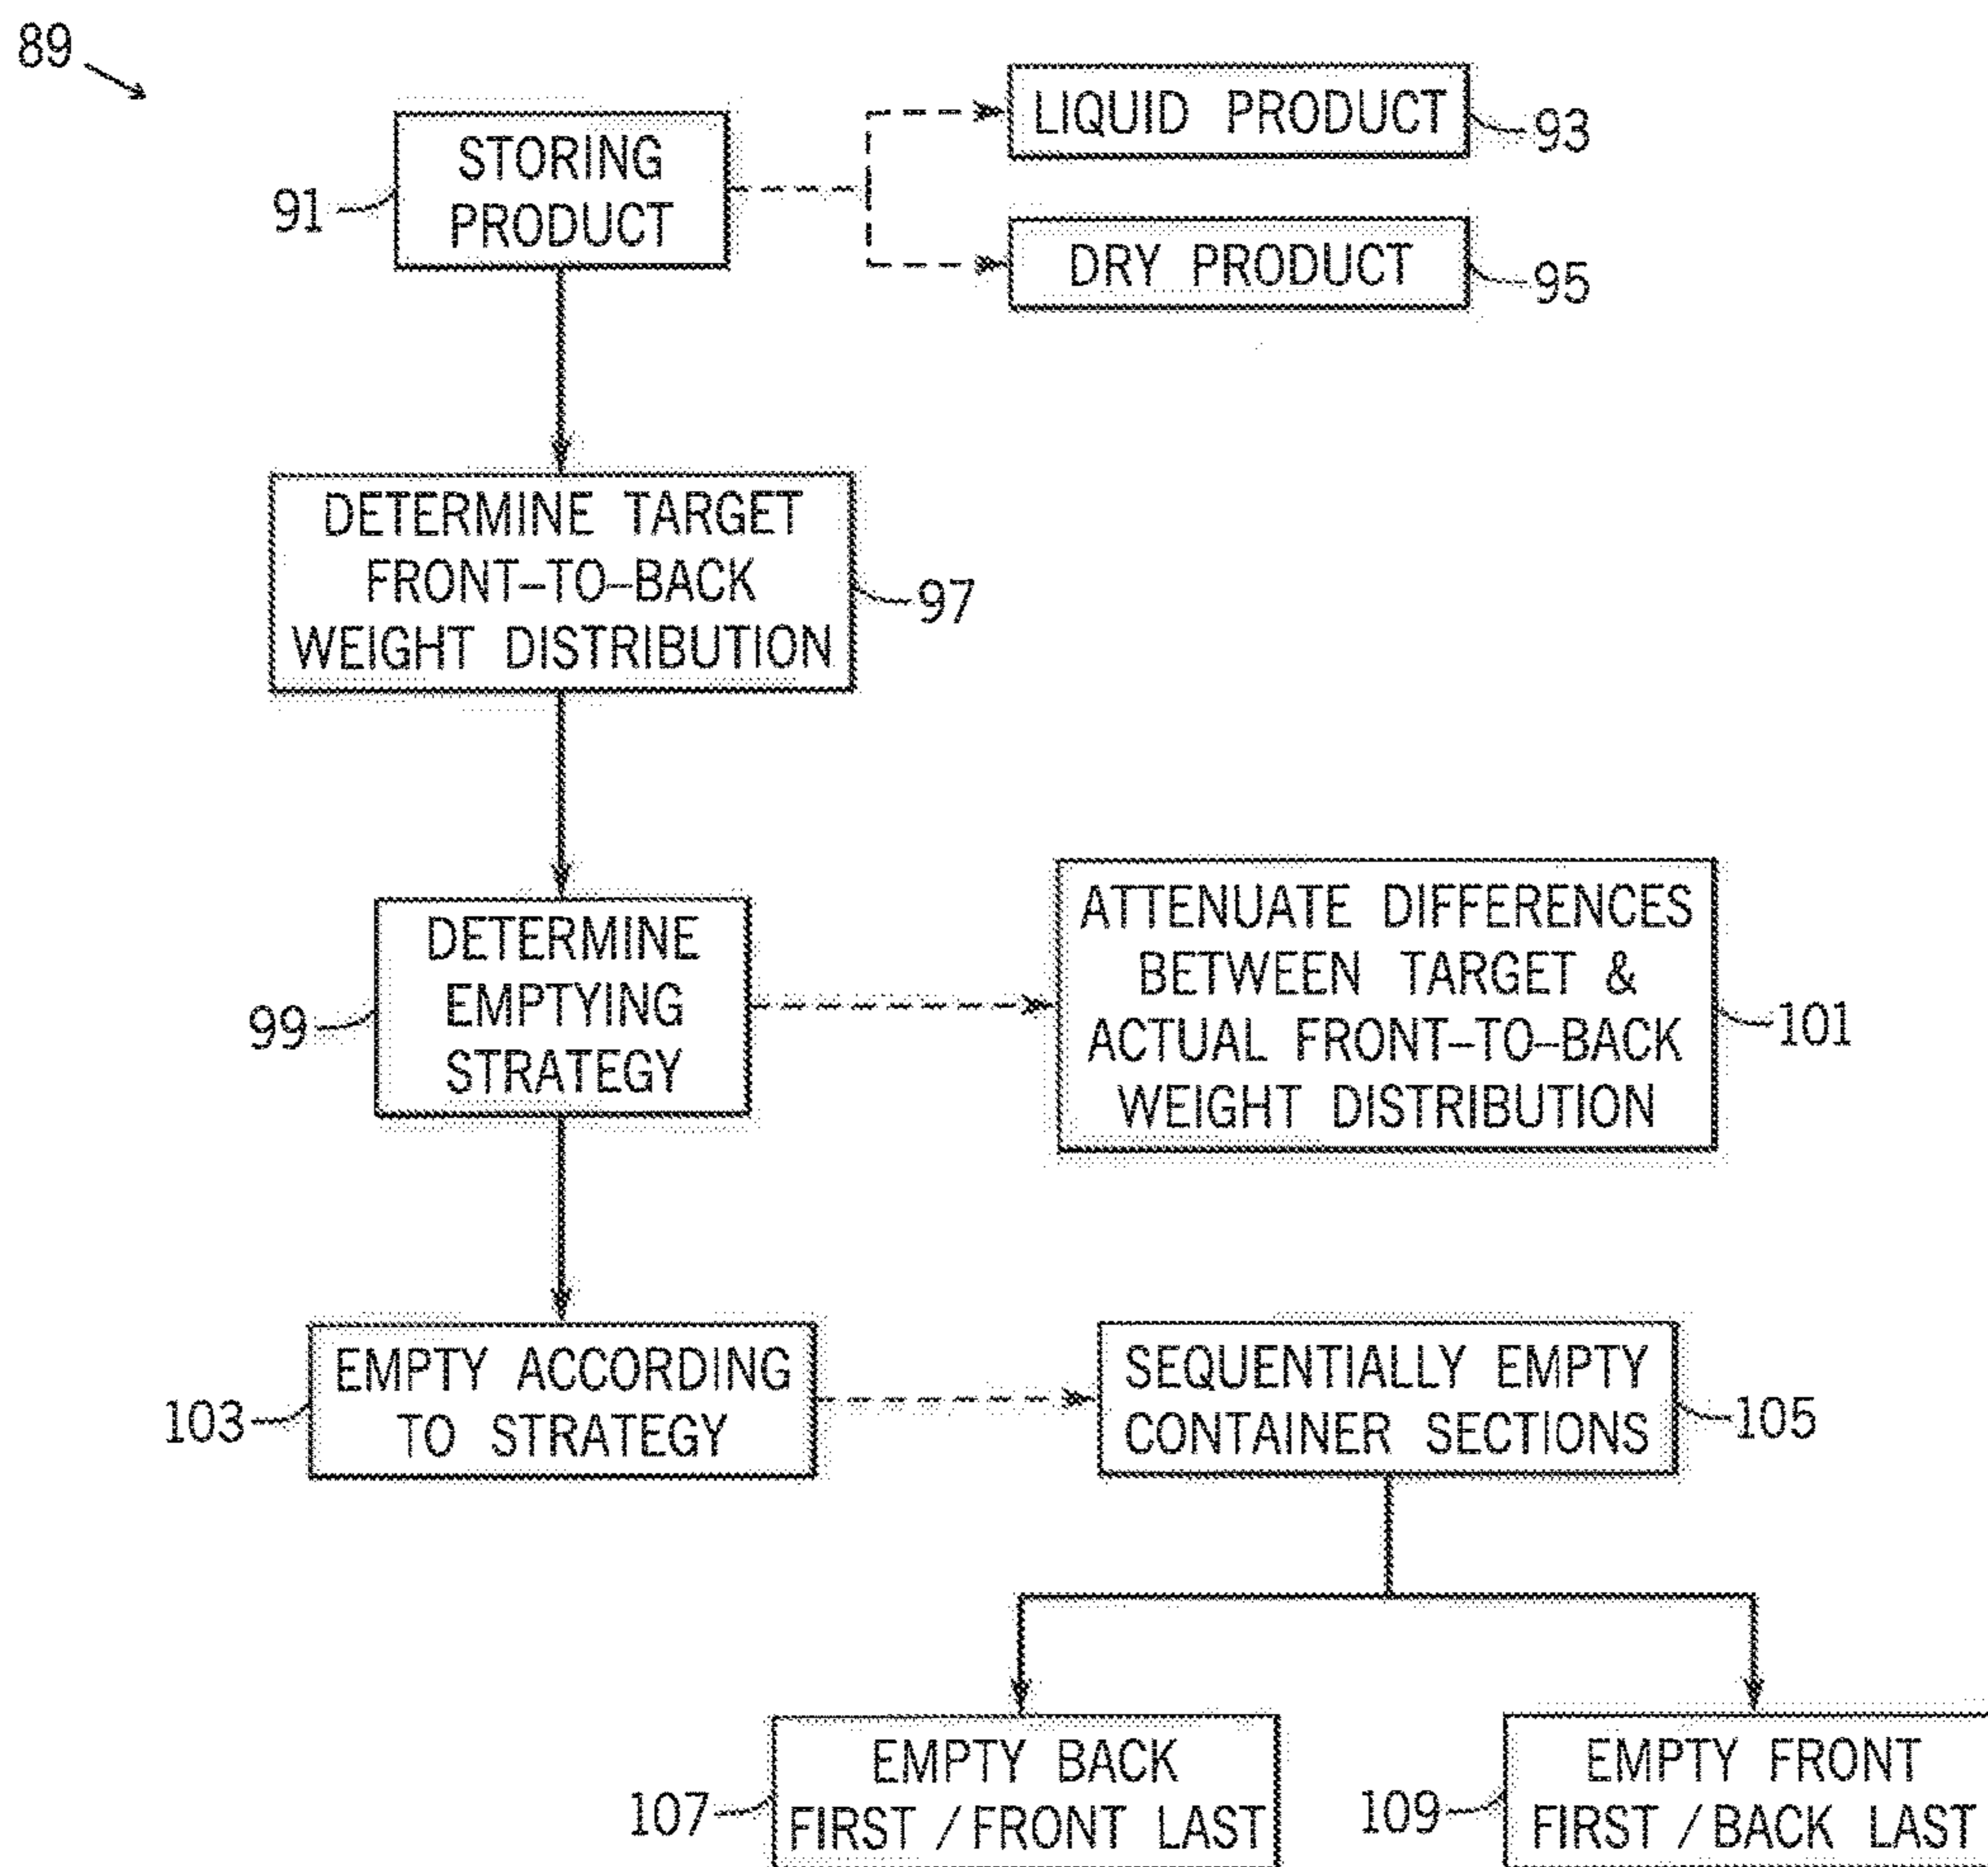 89
STORING
PRODUCT
91
LIQUID PRODUCT
93
DRY PRODUCT
95
DETERMINE TARGET
FRONT-TO-BACK
WEIGHT DISTRIBUTION
97
DETERMINE
EMPTYING
STRATEGY
99
ATTENUATE DIFFERENCES
BETWEEN TARGET &
ACTUAL FRONT-TO-BACK
WEIGHT DISTRIBUTION
101
EMPTY ACCORDING
TO STRATEGY
103
SEQUENTIALLY EMPTY
CONTAINER SECTIONS
105
EMPTY BACK
FIRST / FRONT LAST
107
EMPTY FRONT
FIRST / BACK LAST
109